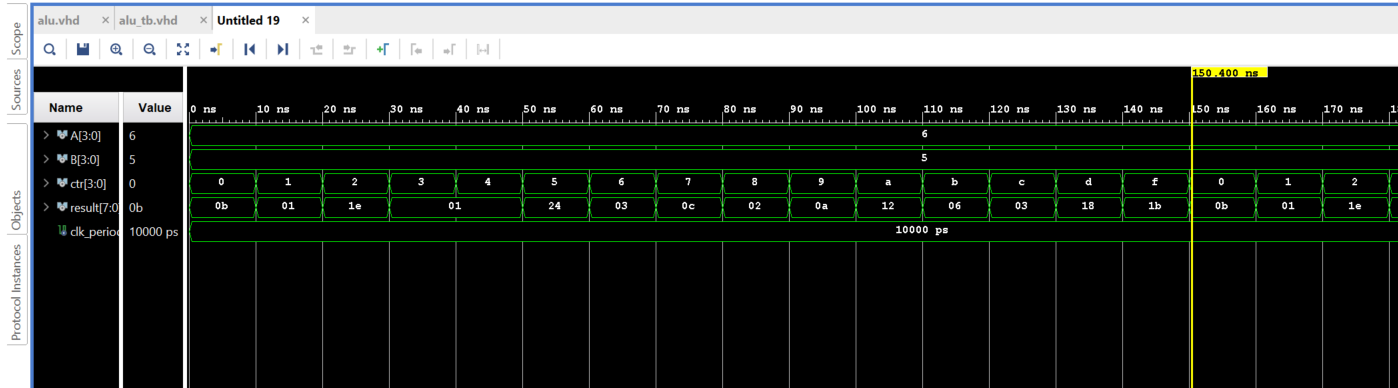 Scope
Sources
Objects
Protocol Instances
alu.vhd × alu_tb.vhd × Untitled 19 ×
150.400 ns
Name Value 0 ns 10 ns 20 ns 30 ns 40 ns 50 ns 60 ns 70 ns 80 ns 90 ns 100 ns 110 ns 120 ns 130 ns 140 ns 150 ns 160 ns 170 ns
A[3:0] 6 6
B[3:0] 5 5
ctr[3:0] 0 0 1 2 3 4 5 6 7 8 9 a b c d f 0 1 2
result[7:0 0b 0b 01 1e 01 24 03 0c 02 0a 12 06 03 18 1b 0b 01 1e
clk_period 10000 ps 10000 ps